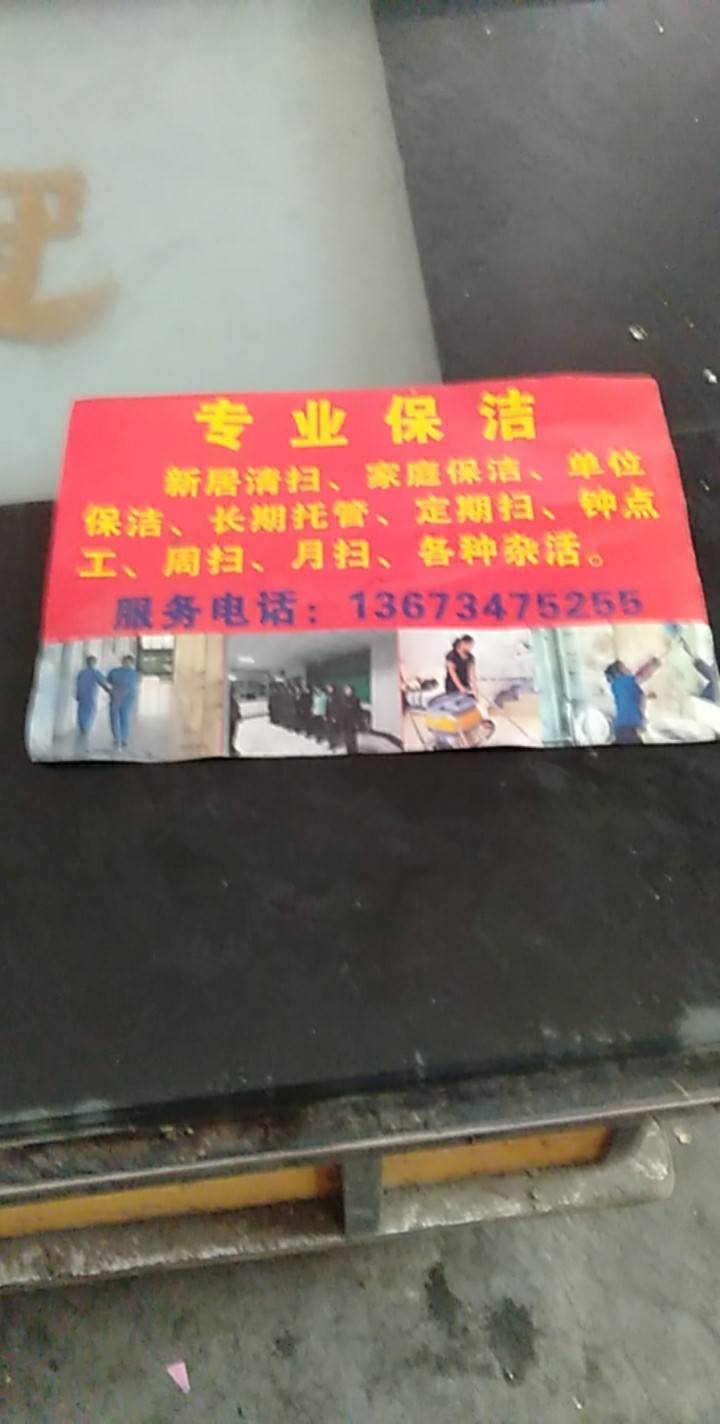 专业保洁
新居清扫、家庭保洁、单位
保洁、长期托管、定期扫、钟点
工、周扫、月扫、各种杂活。
服务电话：13673475255